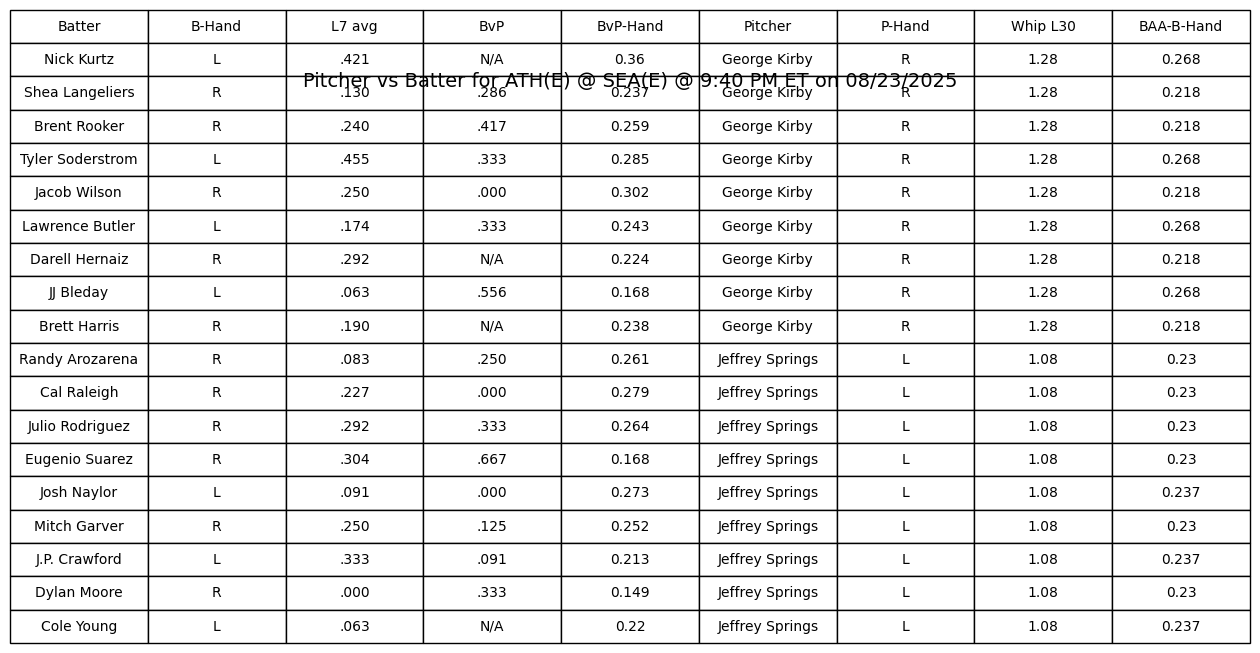 Batter B-Hand L7 avg BvP BvP-Hand Pitcher P-Hand Whip L30 BAA-B-Hand
Nick Kurtz L .421 N/A 0.36 George Kirby R 1.28 0.268
Pitcher vs Batter for ATH(E) @ SEA(E) @ 9:40 PM ET on 08/23/2025
Shea Langeliers R .130 .286 0.237 George Kirby R 1.28 0.218
Brent Rooker R .240 .417 0.259 George Kirby R 1.28 0.218
Tyler Soderstrom L .455 .333 0.285 George Kirby R 1.28 0.268
Jacob Wilson R .250 .000 0.302 George Kirby R 1.28 0.218
Lawrence Butler L .174 .333 0.243 George Kirby R 1.28 0.268
Darell Hernaiz R .292 N/A 0.224 George Kirby R 1.28 0.218
JJ Bleday L .063 .556 0.168 George Kirby R 1.28 0.268
Brett Harris R .190 N/A 0.238 George Kirby R 1.28 0.218
Randy Arozarena R .083 .250 0.261 Jeffrey Springs L 1.08 0.23
Cal Raleigh R .227 .000 0.279 Jeffrey Springs L 1.08 0.23
Julio Rodriguez R .292 .333 0.264 Jeffrey Springs L 1.08 0.23
Eugenio Suarez R .304 .667 0.168 Jeffrey Springs L 1.08 0.23
Josh Naylor L .091 .000 0.273 Jeffrey Springs L 1.08 0.237
Mitch Garver R .250 .125 0.252 Jeffrey Springs L 1.08 0.23
J.P. Crawford L .333 .091 0.213 Jeffrey Springs L 1.08 0.237
Dylan Moore R .000 .333 0.149 Jeffrey Springs L 1.08 0.23
Cole Young L .063 N/A 0.22 Jeffrey Springs L 1.08 0.237